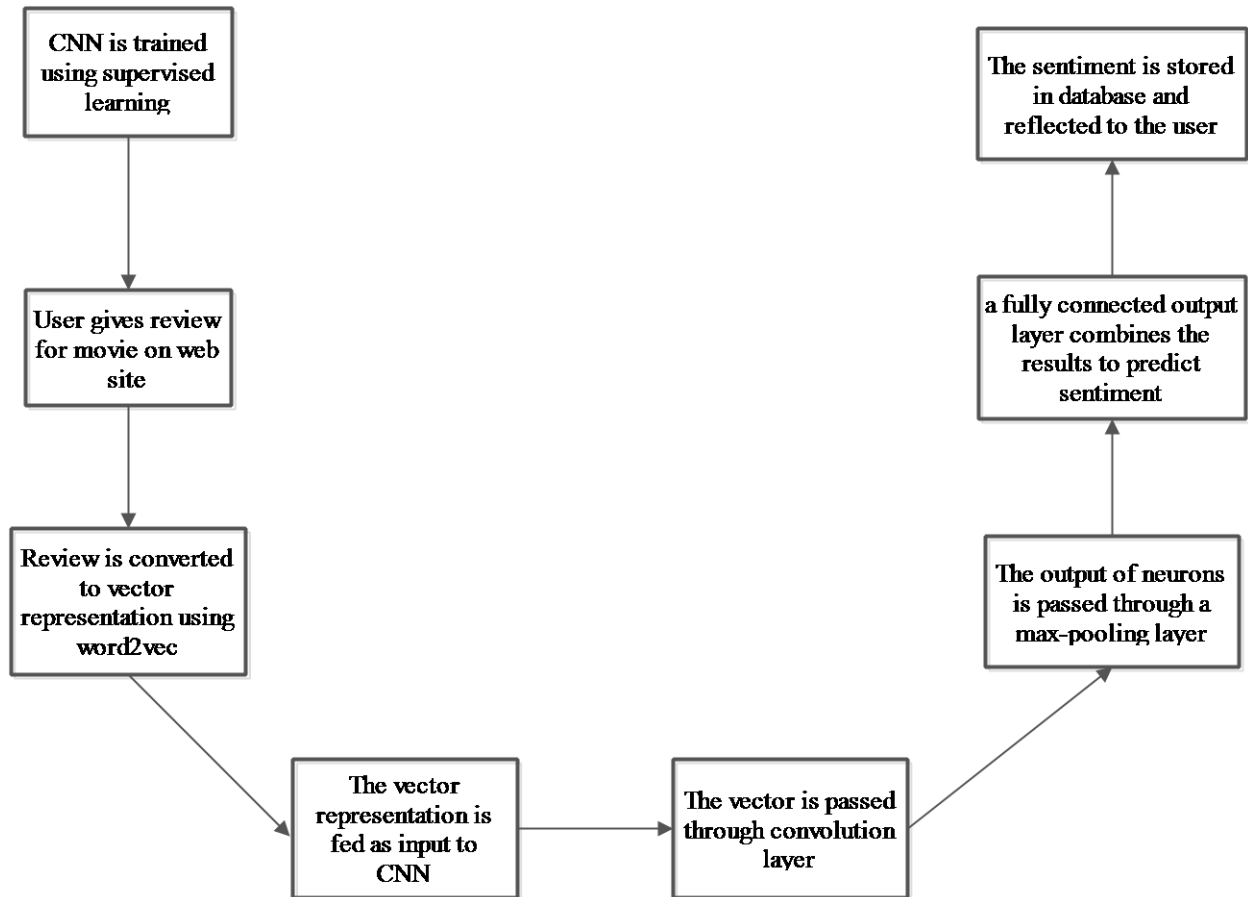 CNN is trained
using supervised
learning
User gives review
for movie on web
site
Review is converted
to vector
representation using
word2vec
The vector
representation is
fed as input to
CNN
The vector is passed
through convolution
layer
The output of neurons
is passed through a
max-pooling layer
a fully connected output
layer combines the
results to predict
sentiment
The sentiment is stored
in database and
reflected to the user